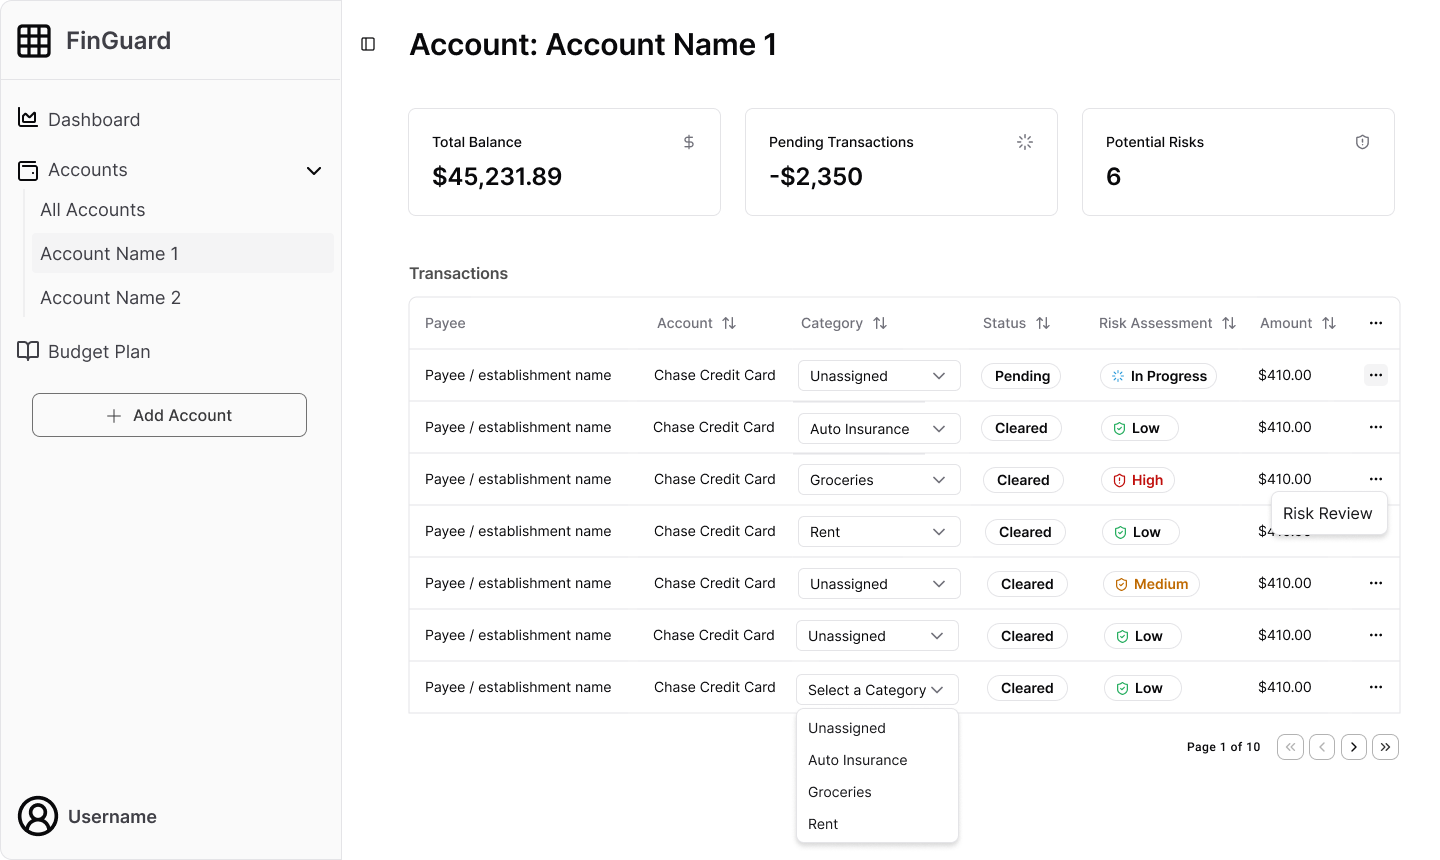 FinGuard
Dashboard
Accounts
All Accounts
Account Name 1
Account Name 2
Budget Plan
Add Account
Username
Account: Account Name 1
Total Balance $
$45,231.89
Pending Transactions
-$2,350
Potential Risks
6
Transactions
Payee Account Category Status Risk Assessment Amount ...
Payee / establishment name Chase Credit Card Unassigned Pending In Progress $410.00 ...
Payee / establishment name Chase Credit Card Auto Insurance Cleared Low $410.00 ...
Payee / establishment name Chase Credit Card Groceries Cleared High $410.00 ...
Risk Review
Payee / establishment name Chase Credit Card Rent Cleared Low
Payee / establishment name Chase Credit Card Unassigned Cleared Medium $410.00 ...
Payee / establishment name Chase Credit Card Unassigned Cleared Low $410.00 ...
Payee / establishment name Chase Credit Card Select a Category Cleared Low $410.00 ...
Unassigned
Auto Insurance
Groceries
Rent
Page 1 of 10